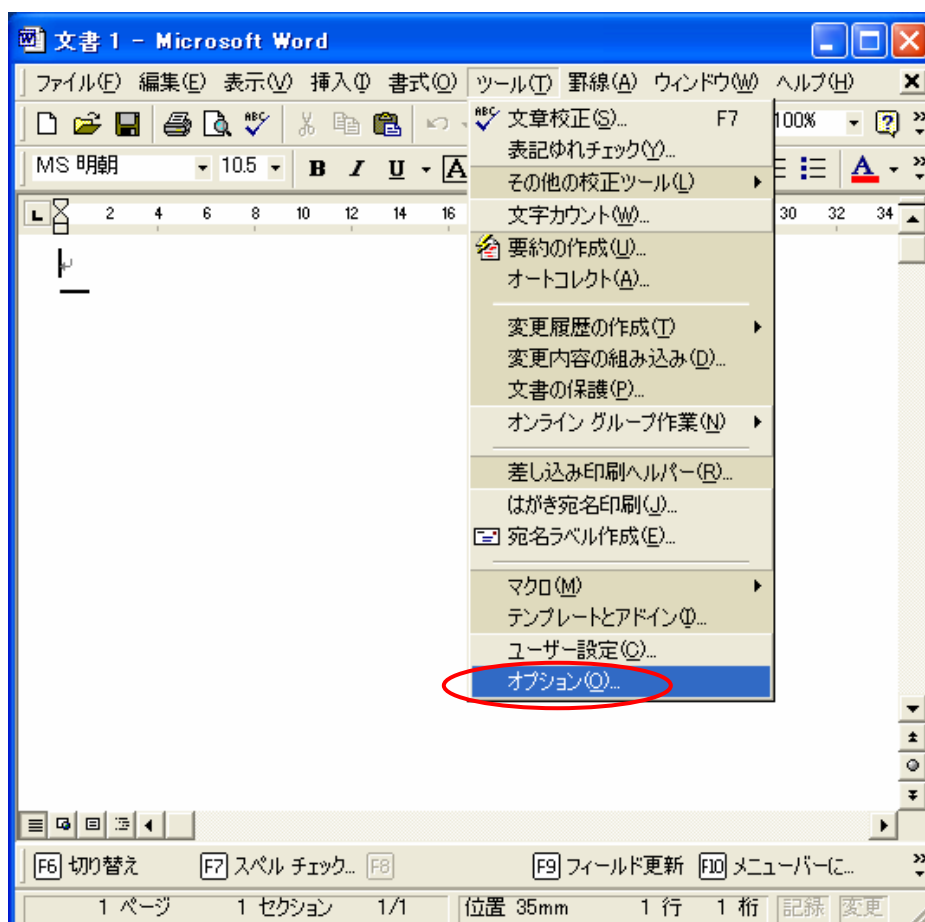 文書 1 - Microsoft Word
ファイル(F) 編集(E) 表示(V) 挿入(I) 書式(O) ツール(T) 罫線(A) ウィンドウ(W) ヘルプ(H)
100%
MS 明朝 10.5 B I U A A
2 4 6 8 10 12 14 16 30 32 34
文章校正(S)... F7
表記ゆれチェック(Y)...
その他の校正ツール(L)
文字カウント(W)...
要約の作成(U)...
オートコレクト(A)...
変更履歴の作成(T)
変更内容の組み込み(D)...
文書の保護(P)...
オンライン グループ作業(N)
差し込み印刷ヘルパー(R)...
はがき宛名印刷(J)...
宛名ラベル作成(E)...
マクロ(M)
テンプレートとアドイン(I)...
ユーザー設定(C)...
オプション(O)...
F6 切り替え F7 スペル チェック... F8 F9 フィールド更新 F10 メニューバーに...
1 ページ 1 セクション 1/1 位置 35mm 1 行 1 桁 記録 変更